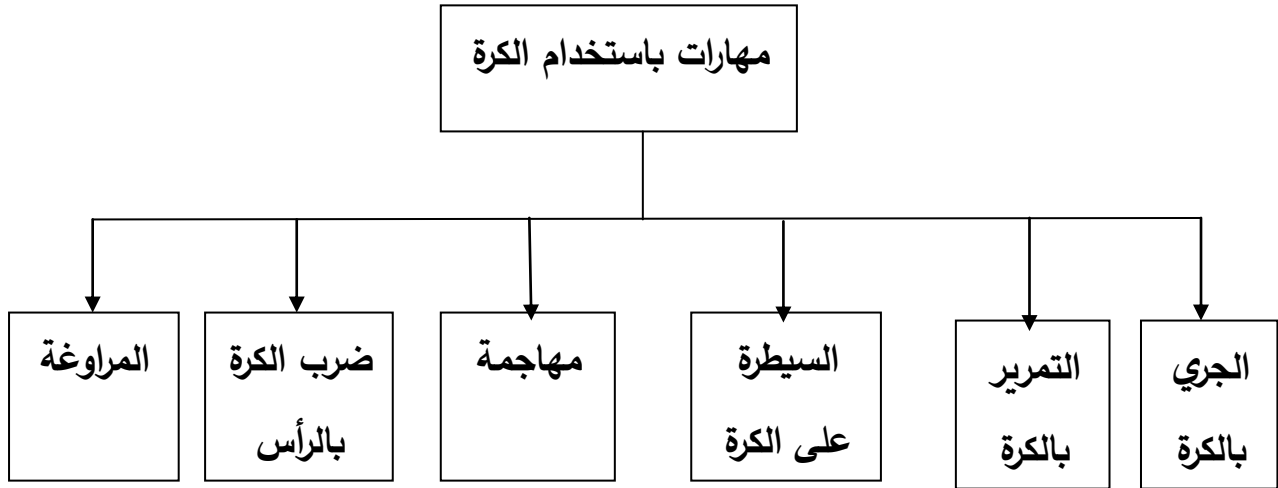 مهارات باستخدام الكرة
الجري
بالكرة
التمرير
بالكرة
السيطرة
على الكرة
مهاجمة
ضرب الكرة
بالرأس
المراوغة